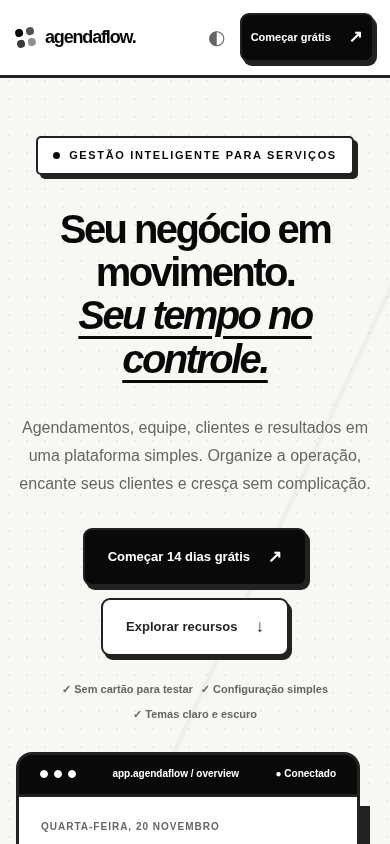 agendaflow.
Começar grátis ↗
GESTÃO INTELIGENTE PARA SERVIÇOS
Seu negócio em
movimento.
Seu tempo no
controle.
Agendamentos, equipe, clientes e resultados em
uma plataforma simples. Organize a operação,
encante seus clientes e cresça sem complicação.
Começar 14 dias grátis ↗
Explorar recursos ↓
✓ Sem cartão para testar ✓ Configuração simples
✓ Temas claro e escuro
app.agendaflow / overview ● Conectado
QUARTA-FEIRA, 20 NOVEMBRO